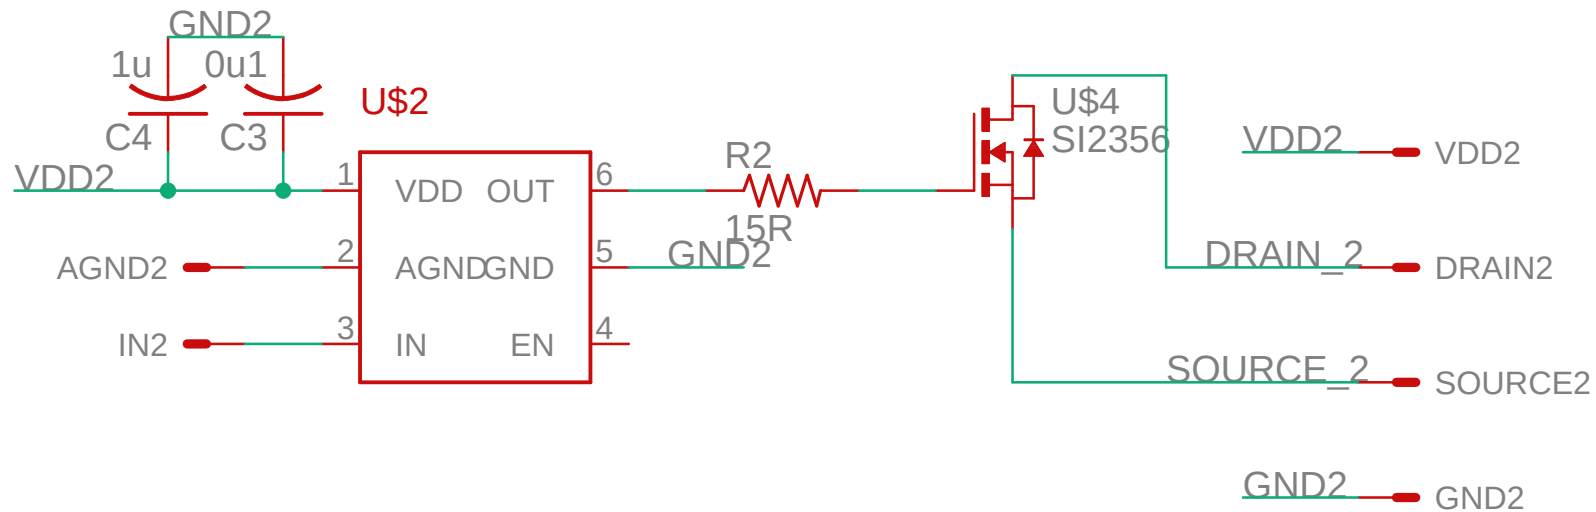 GND2
1u
0u1
C4
C3
U$2
VDD2
1
VDD
OUT
6
AGND2
2
AGND
GND
5
GND2
IN2
3
IN
EN
4
R2
15R
U$4
SI2356
VDD2
VDD2
DRAIN_2
DRAIN2
SOURCE_2
SOURCE2
GND2
GND2